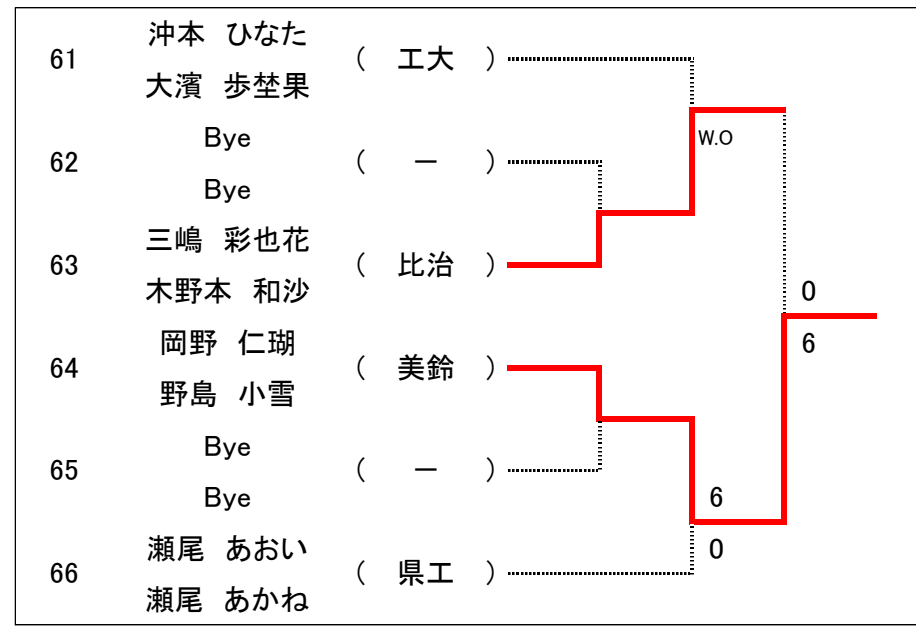 沖本 ひなた
61 ( 工大 )
大濱 歩埜果
W.O
Bye
62 ( ー )
Bye
三嶋 彩也花
63 ( 比治 )
木野本 和沙
0
6
岡野 仁瑚
64 ( 美鈴 )
野島 小雪
Bye
65 ( ー )
Bye
6
0
瀬尾 あおい
66 ( 県工 )
瀬尾 あかね